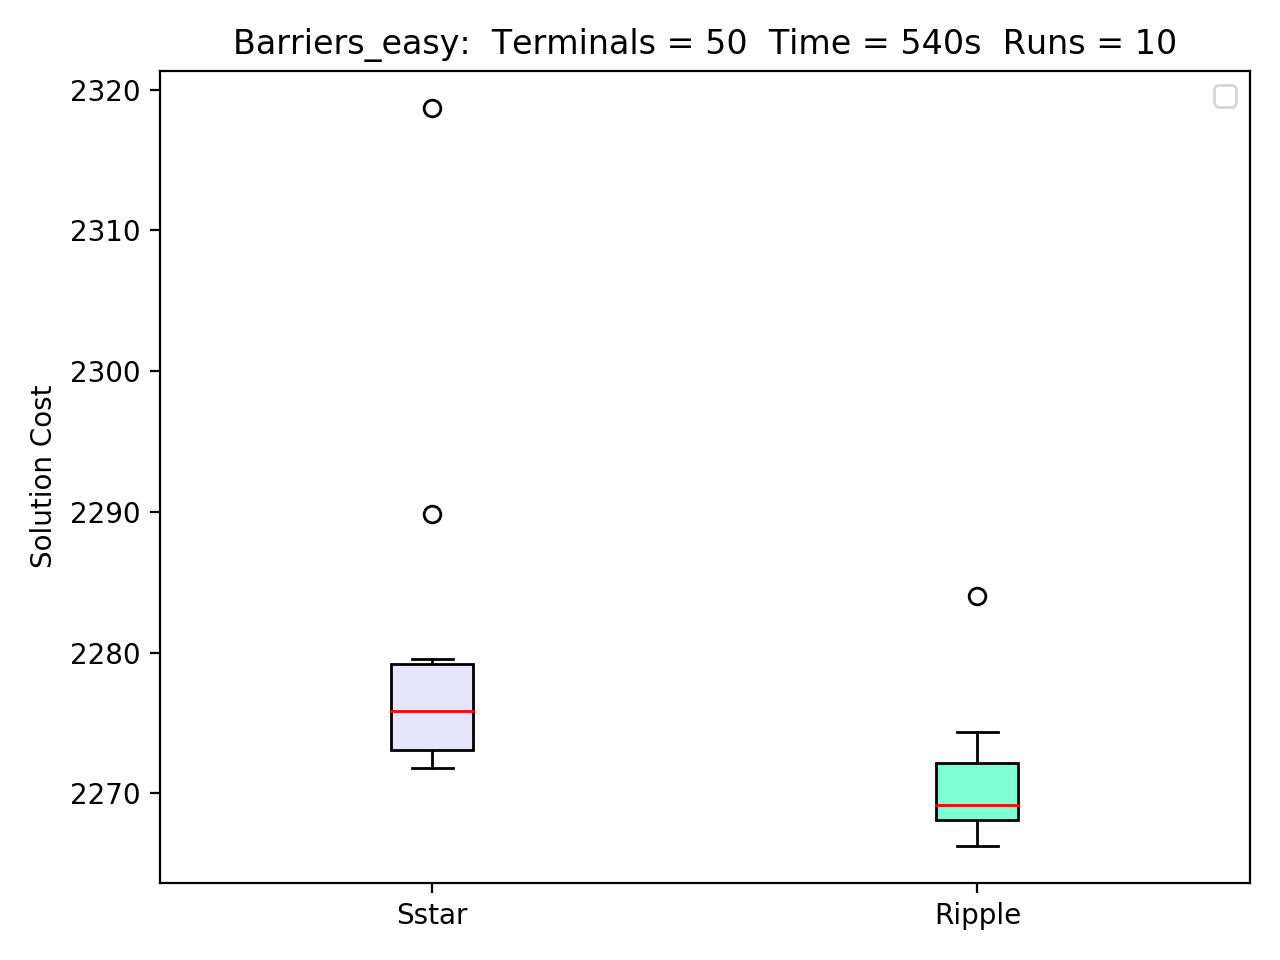 Barriers_easy:  Terminals = 50  Time = 540s  Runs = 10
2320
2310
2300
2290
2280
2270
Solution Cost
Sstar
Ripple